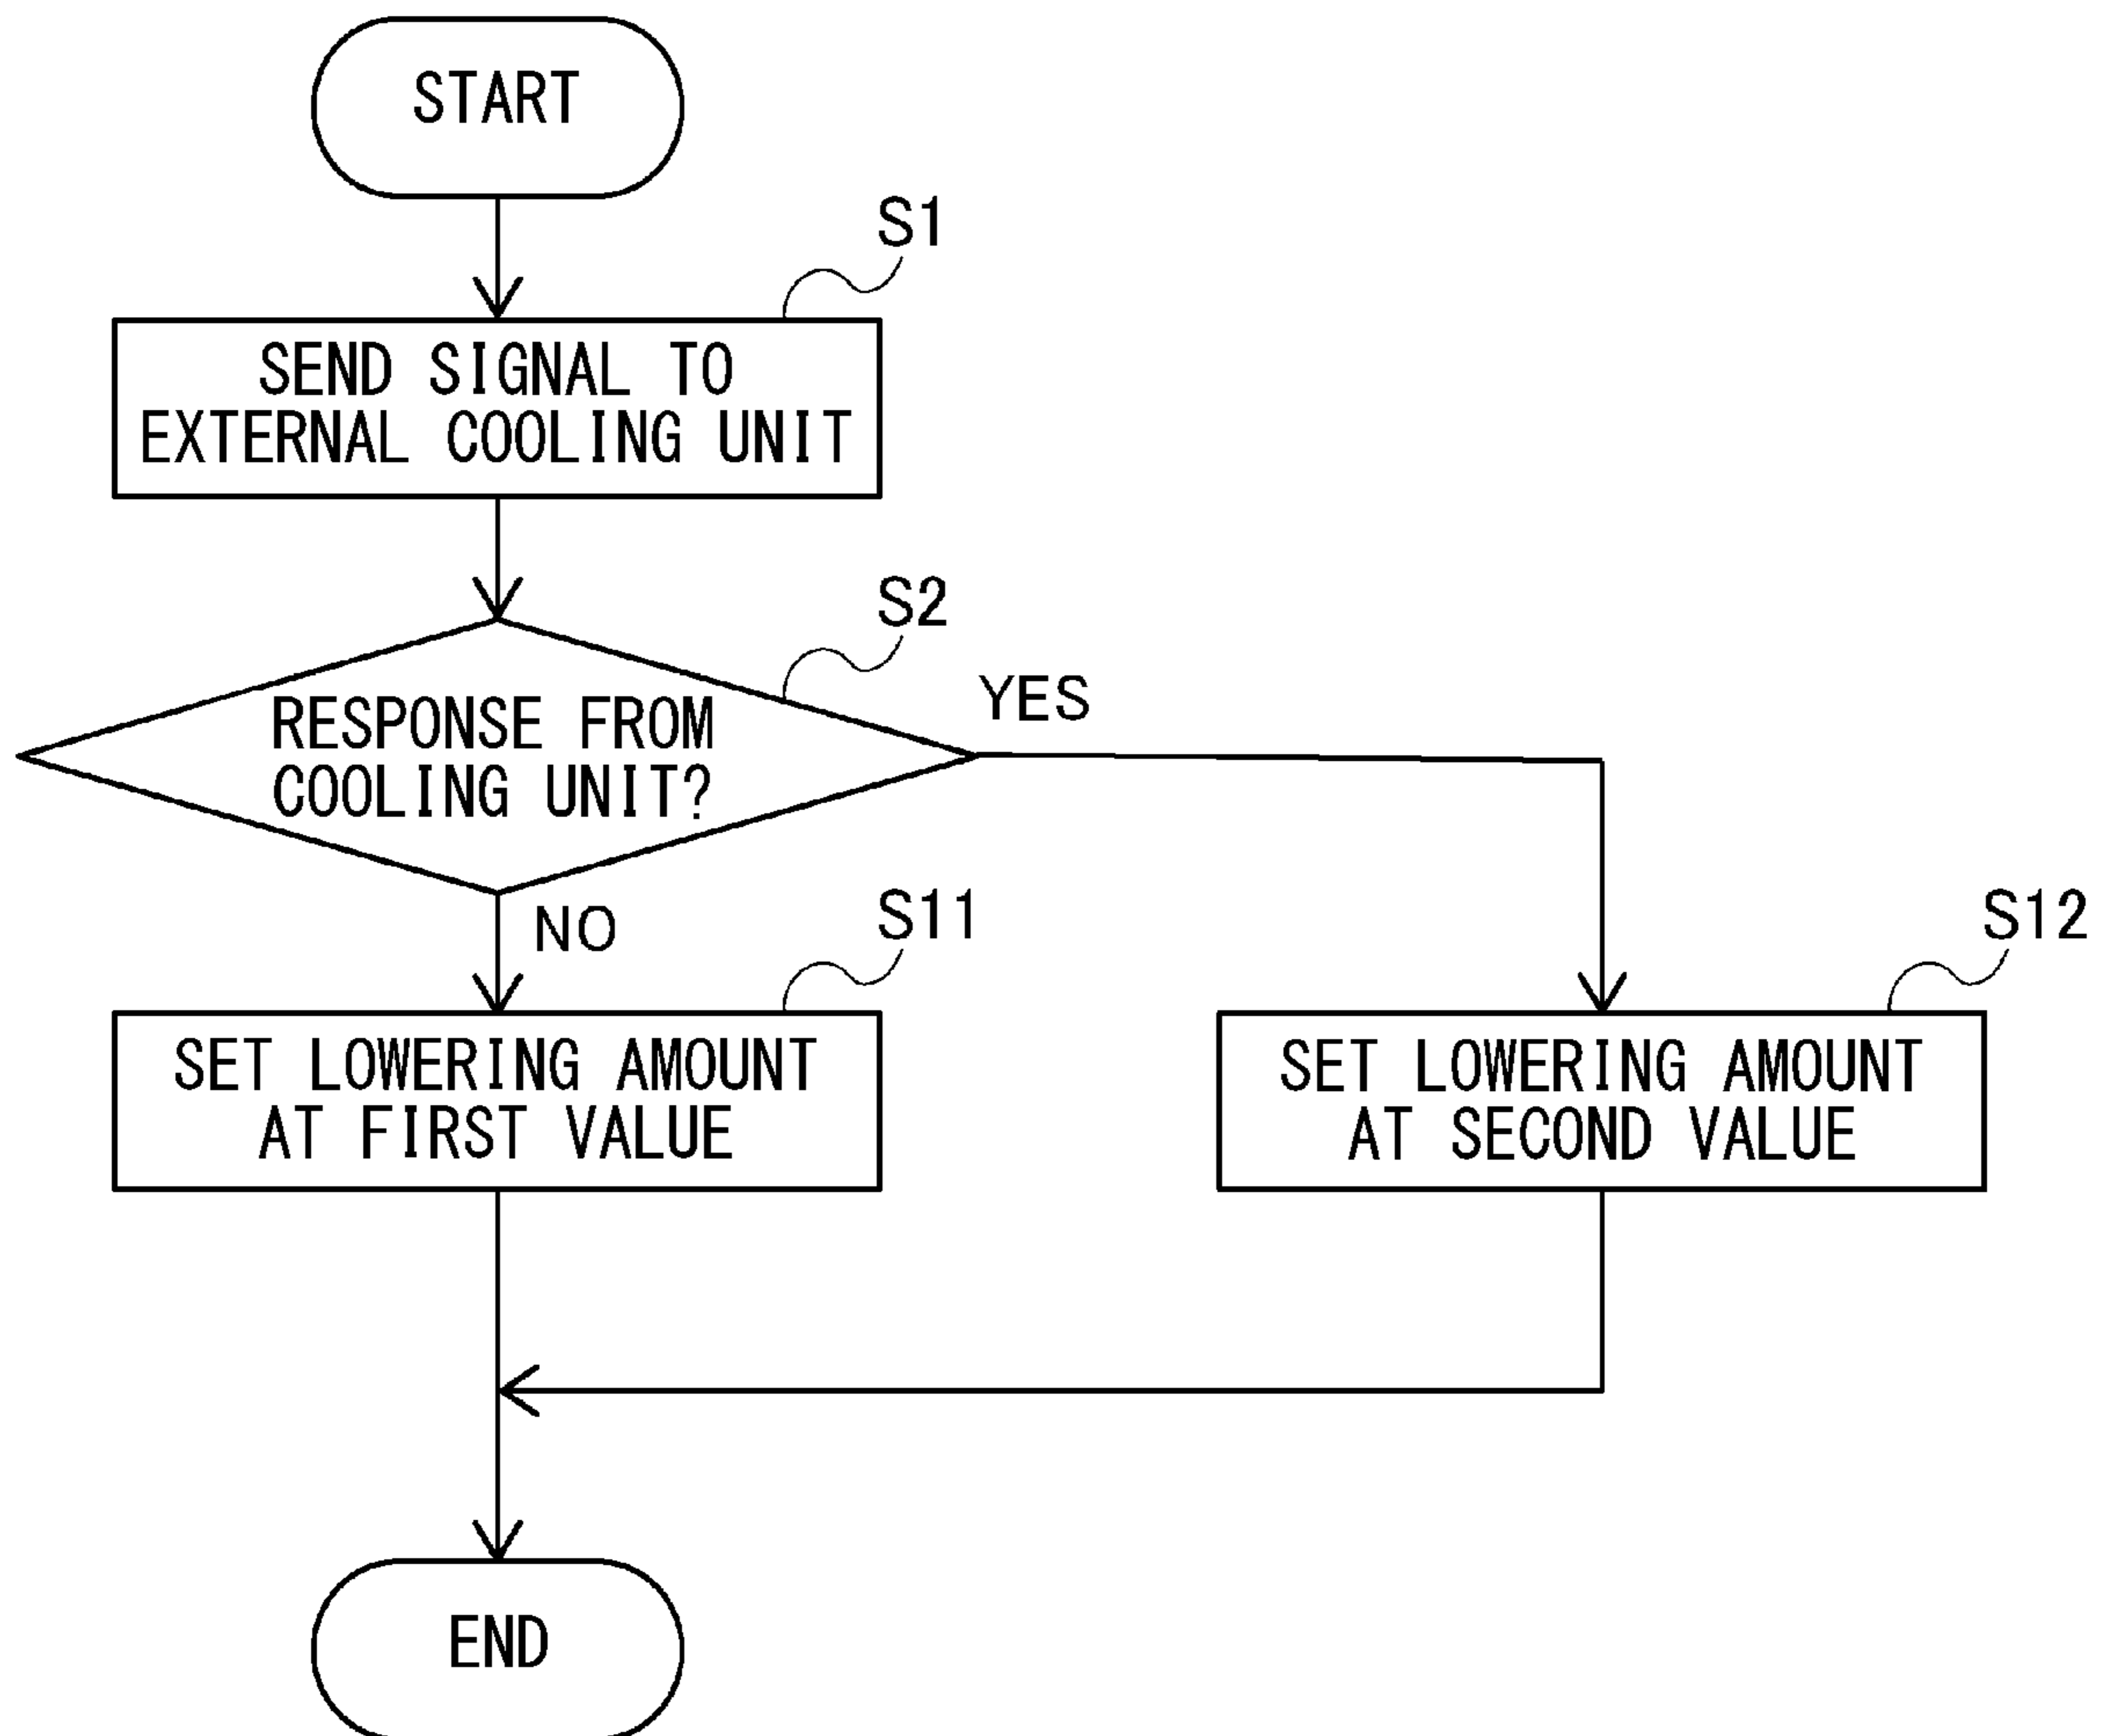 START
S1
SEND SIGNAL TO
EXTERNAL COOLING UNIT
S2
RESPONSE FROM
COOLING UNIT?
YES
NO
S11
S12
SET LOWERING AMOUNT
AT FIRST VALUE
SET LOWERING AMOUNT
AT SECOND VALUE
END